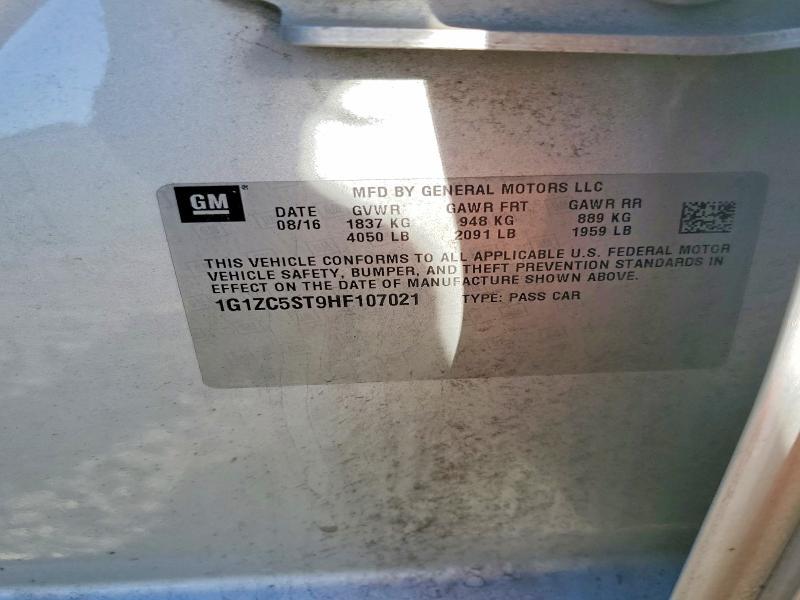 GM
MFD BY GENERAL MOTORS LLC
DATE GVWR GAWR FRT GAWR RR
08/16 1837 KG 948 KG 889 KG
4050 LB 2091 LB 1959 LB
THIS VEHICLE CONFORMS TO ALL APPLICABLE U.S. FEDERAL MOTOR
VEHICLE SAFETY, BUMPER, AND THEFT PREVENTION STANDARDS IN
EFFECT ON THE DATE OF MANUFACTURE SHOWN ABOVE.
1G1ZC5ST9HF107021 TYPE: PASS CAR